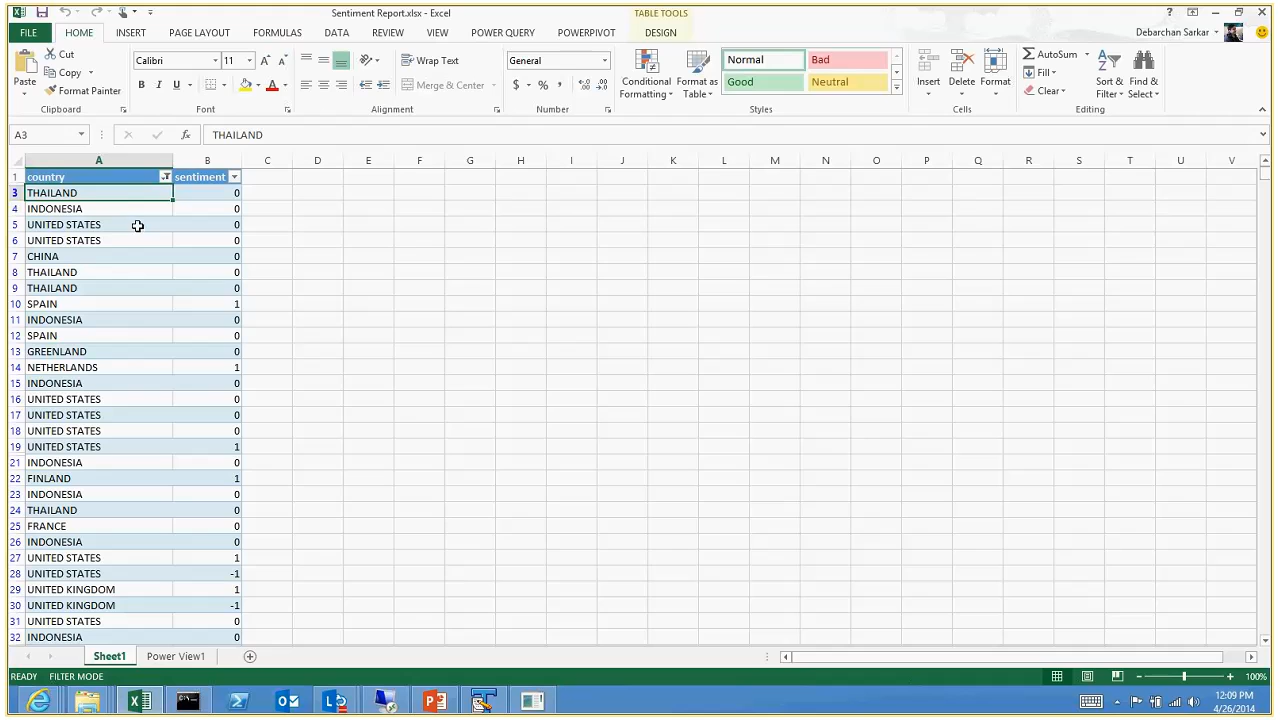 Sentiment Report.xlsx - Excel
TABLE TOOLS
?
FILE HOME INSERT PAGE LAYOUT FORMULAS DATA REVIEW VIEW POWER QUERY WERPIVOT DESIGN
Debarchan Sarkar
Paste
Cut
Copy
Format Painter
Clipboard
Calibri 11
B I U
Font
Wrap Text
Merge & Center
Alignment
General
$ % ,
Number
Conditional Formatting
Format as Table
Normal Bad
Good Neutral
Styles
Insert Delete Format
Cells
AutoSum
Fill
Clear
Sort & Filter
Find & Select
Editing
A3 fx THAILAND
A B C D E F G H I J K L M N O P Q R S T U V
1 country sentiment
3 THAILAND 0
4 INDONESIA 0
5 UNITED STATES 0
6 UNITED STATES 0
7 CHINA 0
8 THAILAND 0
9 THAILAND 0
10 SPAIN 1
11 INDONESIA 0
12 SPAIN 0
13 GREENLAND 0
14 NETHERLANDS 1
15 INDONESIA 0
16 UNITED STATES 0
17 UNITED STATES 0
18 UNITED STATES 0
19 UNITED STATES 1
21 INDONESIA 0
22 FINLAND 1
23 INDONESIA 0
24 THAILAND 0
25 FRANCE 0
26 INDONESIA 0
27 UNITED STATES 1
28 UNITED STATES -1
29 UNITED KINGDOM 1
30 UNITED KINGDOM -1
31 UNITED STATES 0
32 INDONESIA 0
Sheet1 Power View1
READY FILTER MODE 100%
12:09 PM
4/26/2014